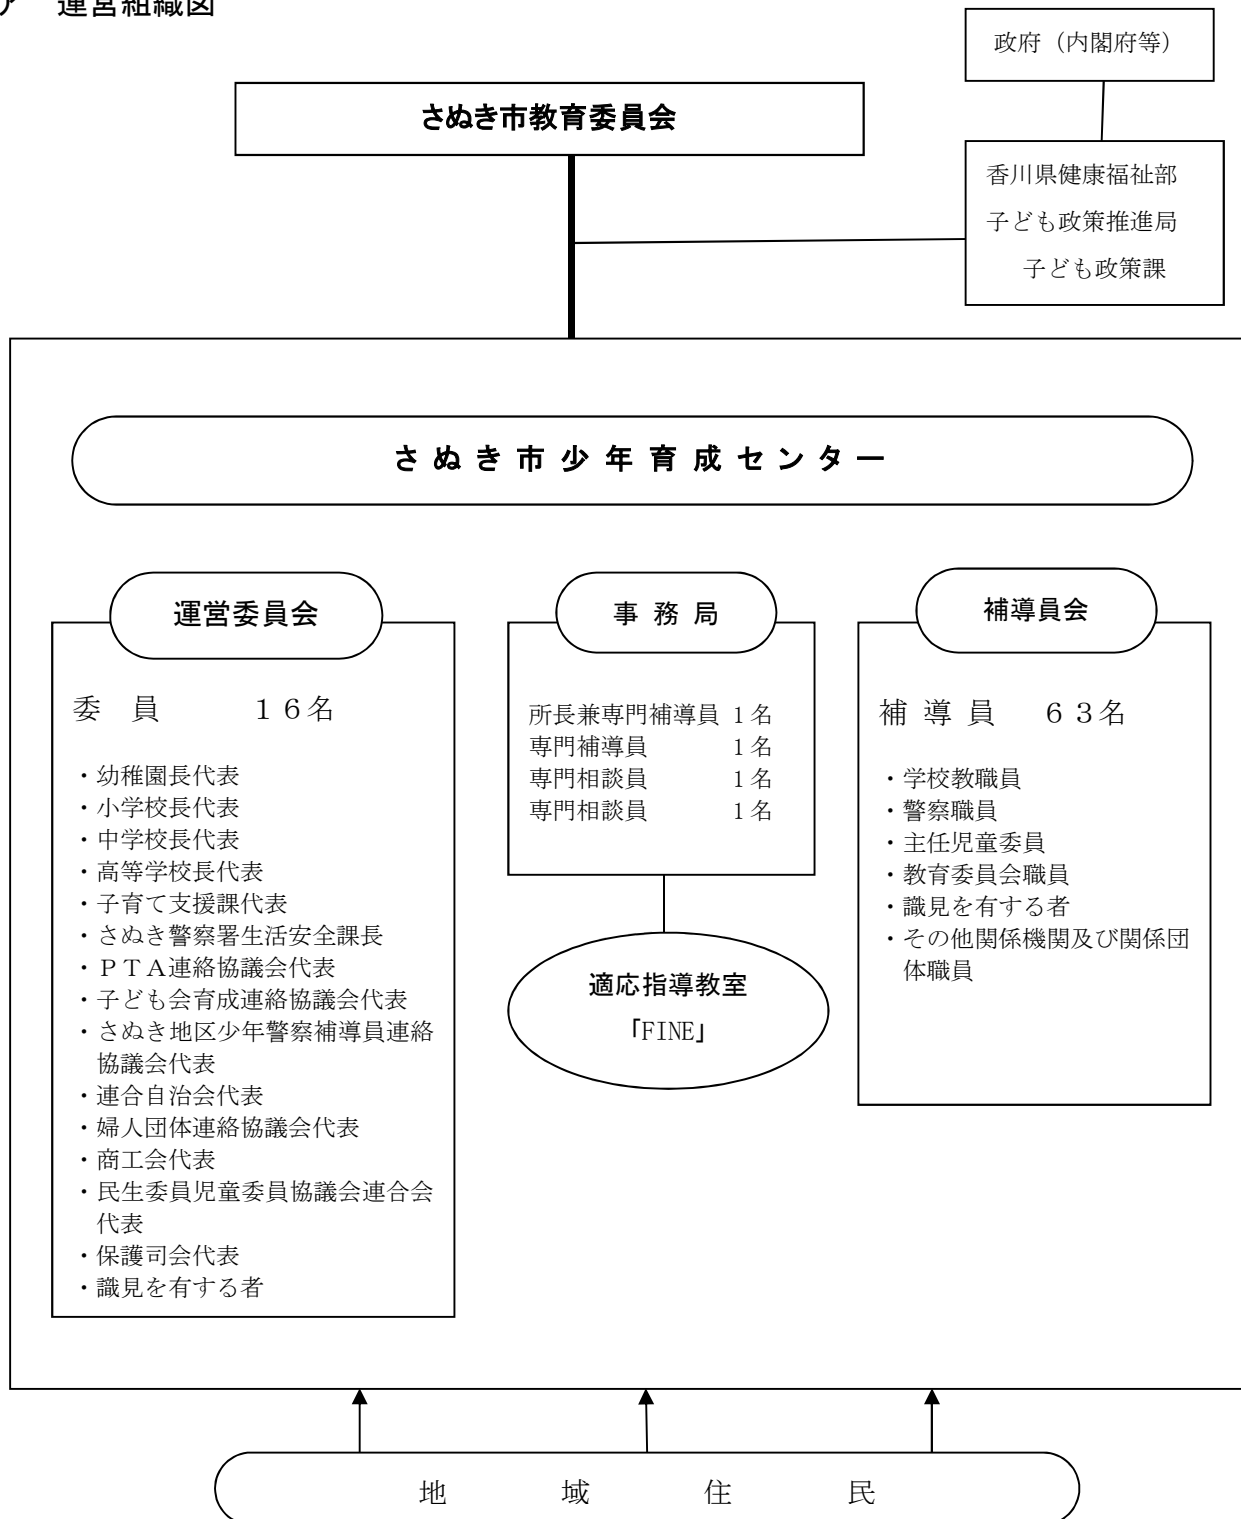 ア　運営組織図
政府（内閣府等）
さぬき市教育委員会
香川県健康福祉部
子ども政策推進局
子ども政策課
さぬき市少年育成センター
運営委員会
委　員　　　１６名
・幼稚園長代表
・小学校長代表
・中学校長代表
・高等学校長代表
・子育て支援課代表
・さぬき警察署生活安全課長
・ＰＴＡ連絡協議会代表
・子ども会育成連絡協議会代表
・さぬき地区少年警察補導員連絡
協議会代表
・連合自治会代表
・婦人団体連絡協議会代表
・商工会代表
・民生委員児童委員協議会連合会
代表
・保護司会代表
・識見を有する者
事 務 局
所長兼専門補導員 1名
専門補導員　　　 1名
専門相談員　　　 1名
専門相談員　　　 1名
適応指導教室
「FINE」
補導員会
補 導 員　６３名
・学校教職員
・警察職員
・主任児童委員
・教育委員会職員
・識見を有する者
・その他関係機関及び関係団
体職員
地　域　住　民